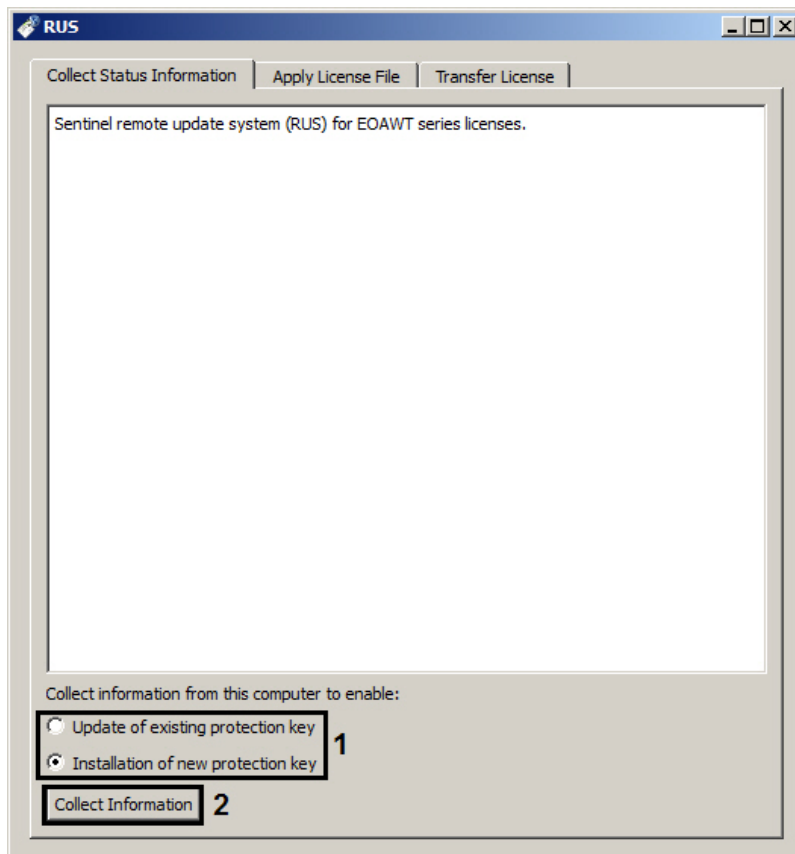 RUS
Collect Status Information Apply License File Transfer License
Sentinel remote update system (RUS) for EOAWT series licenses.
Collect information from this computer to enable:
Update of existing protection key
1
Installation of new protection key
Collect Information 2